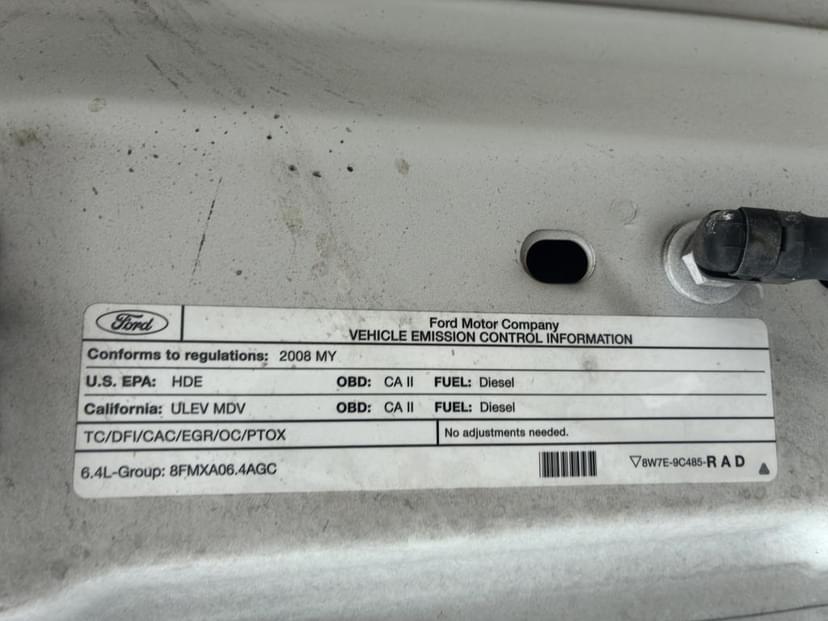 Ford
Ford Motor Company
VEHICLE EMISSION CONTROL INFORMATION
Conforms to regulations: 2008 MY
U.S. EPA: HDE OBD: CA II FUEL: Diesel
California: ULEV MDV OBD: CA II FUEL: Diesel
TC/DFI/CAC/EGR/OC/PTOX No adjustments needed.
6.4L-Group: 8FMXA06.4AGC ▽8W7E-9C485-R A D ▲